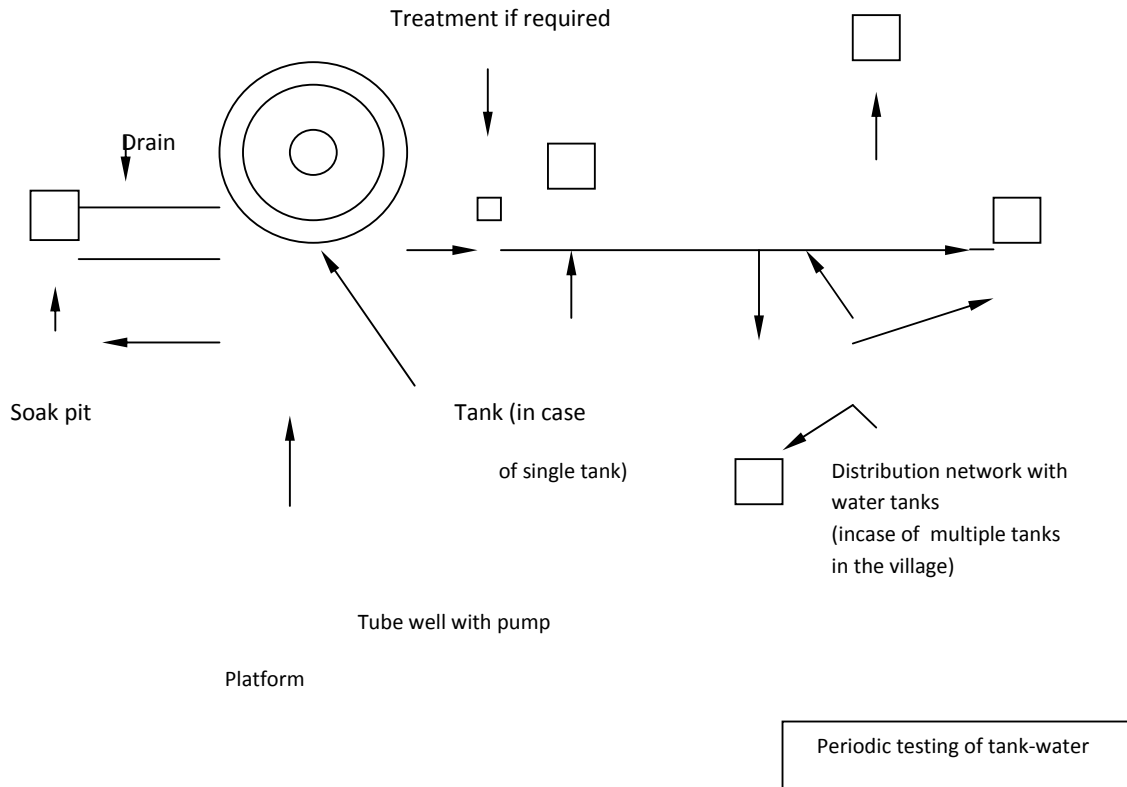 Treatment if required
Drain
Soak pit
Tank (in case
of single tank)
Distribution network with
water tanks
(incase of multiple tanks
in the village)
Tube well with pump
Platform
Periodic testing of tank-water